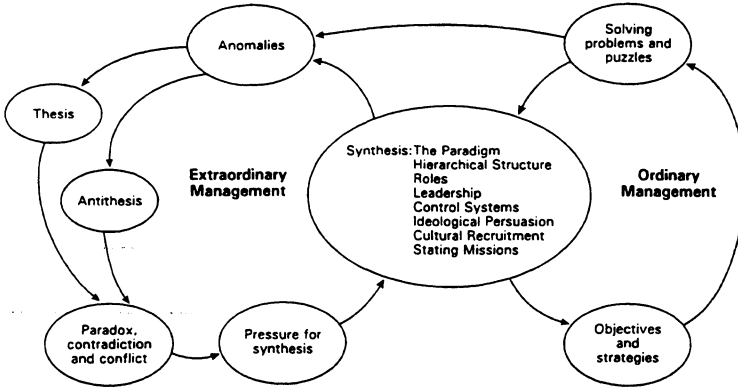 Anomalies
Solving
problems and
puzzles
Thesis
Synthesis: The Paradigm
Hierarchical Structure
Roles
Leadership
Control Systems
Ideological Persuasion
Cultural Recruitment
Stating Missions
Extraordinary
Management
Ordinary
Management
Antithesis
Paradox,
contradiction
and conflict
Pressure for
synthesis
Objectives
and
strategies